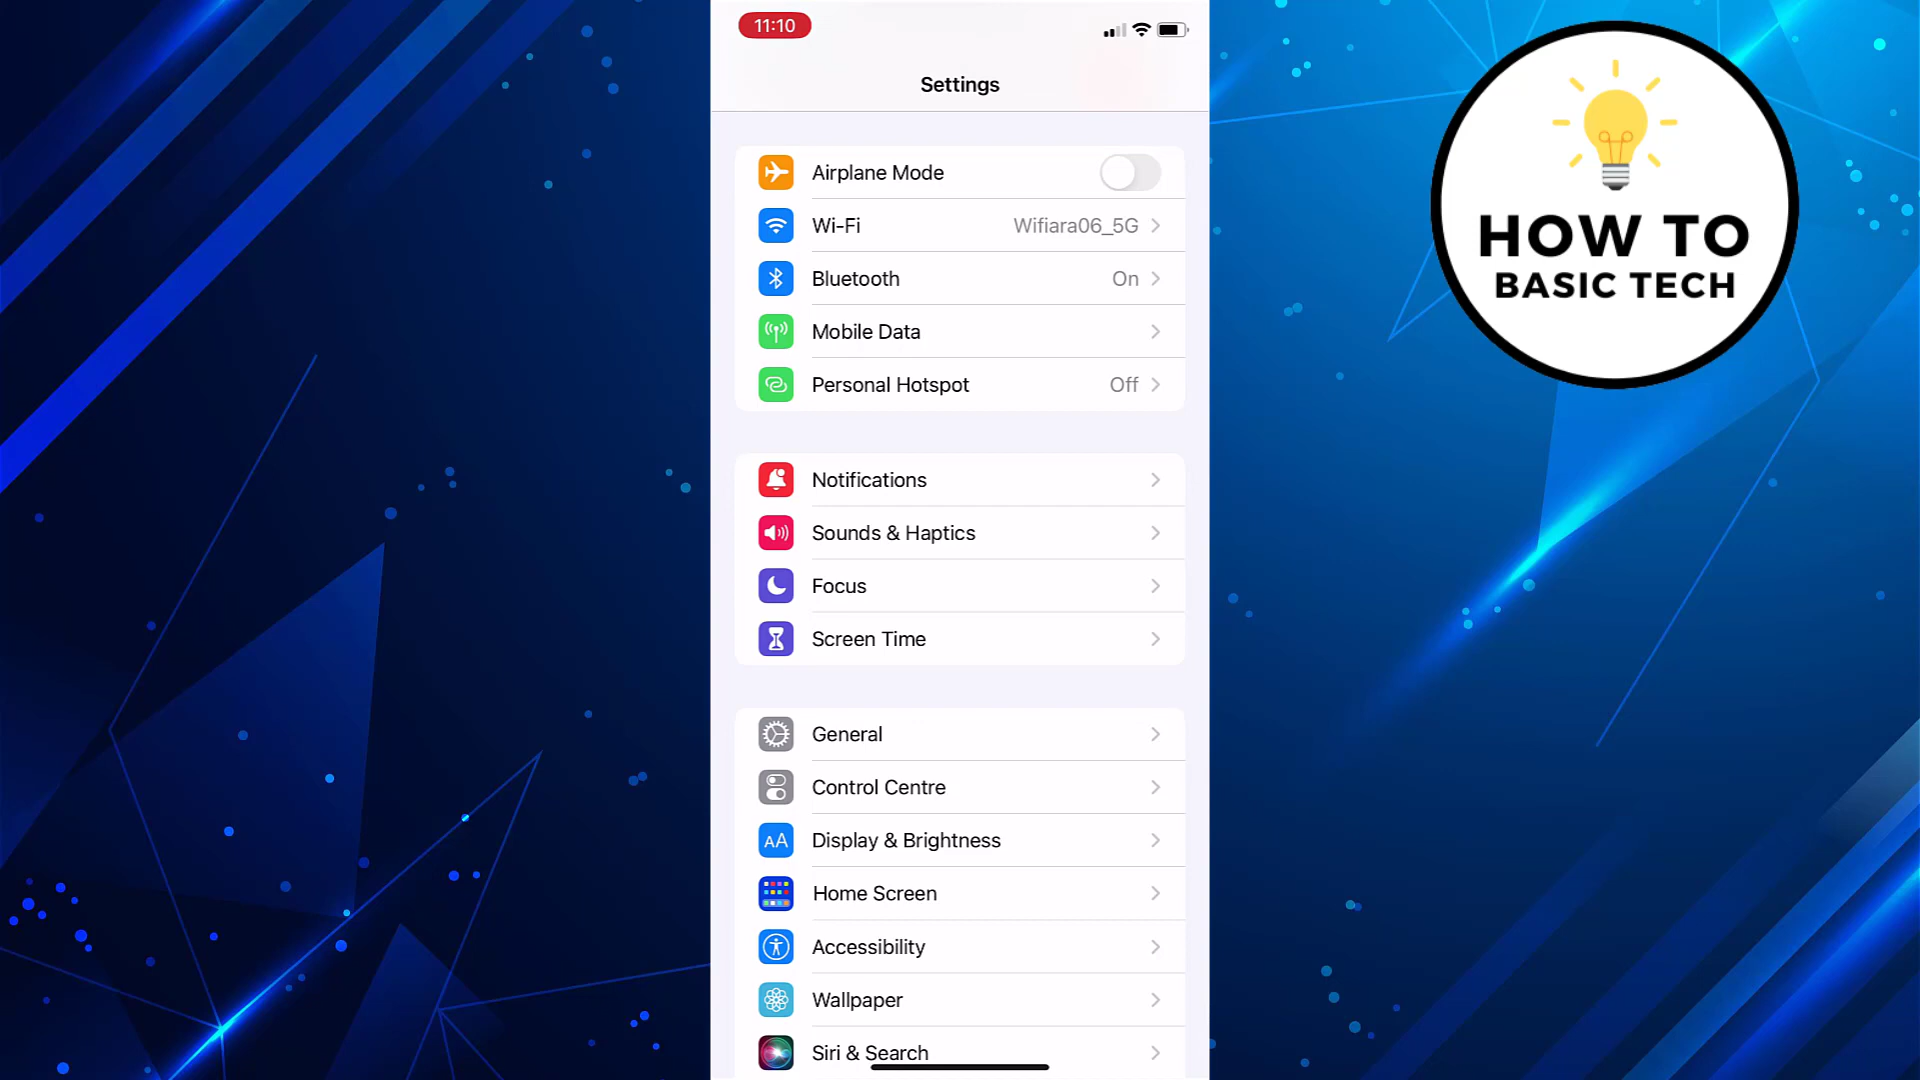 11:10
Settings
Airplane Mode
Wi-Fi Wifiara06_5G
Bluetooth On
Mobile Data
Personal Hotspot Off
Notifications
Sounds & Haptics
Focus
Screen Time
General
Control Centre
AA Display & Brightness
Home Screen
Accessibility
Wallpaper
Siri & Search
HOW TO
BASIC TECH